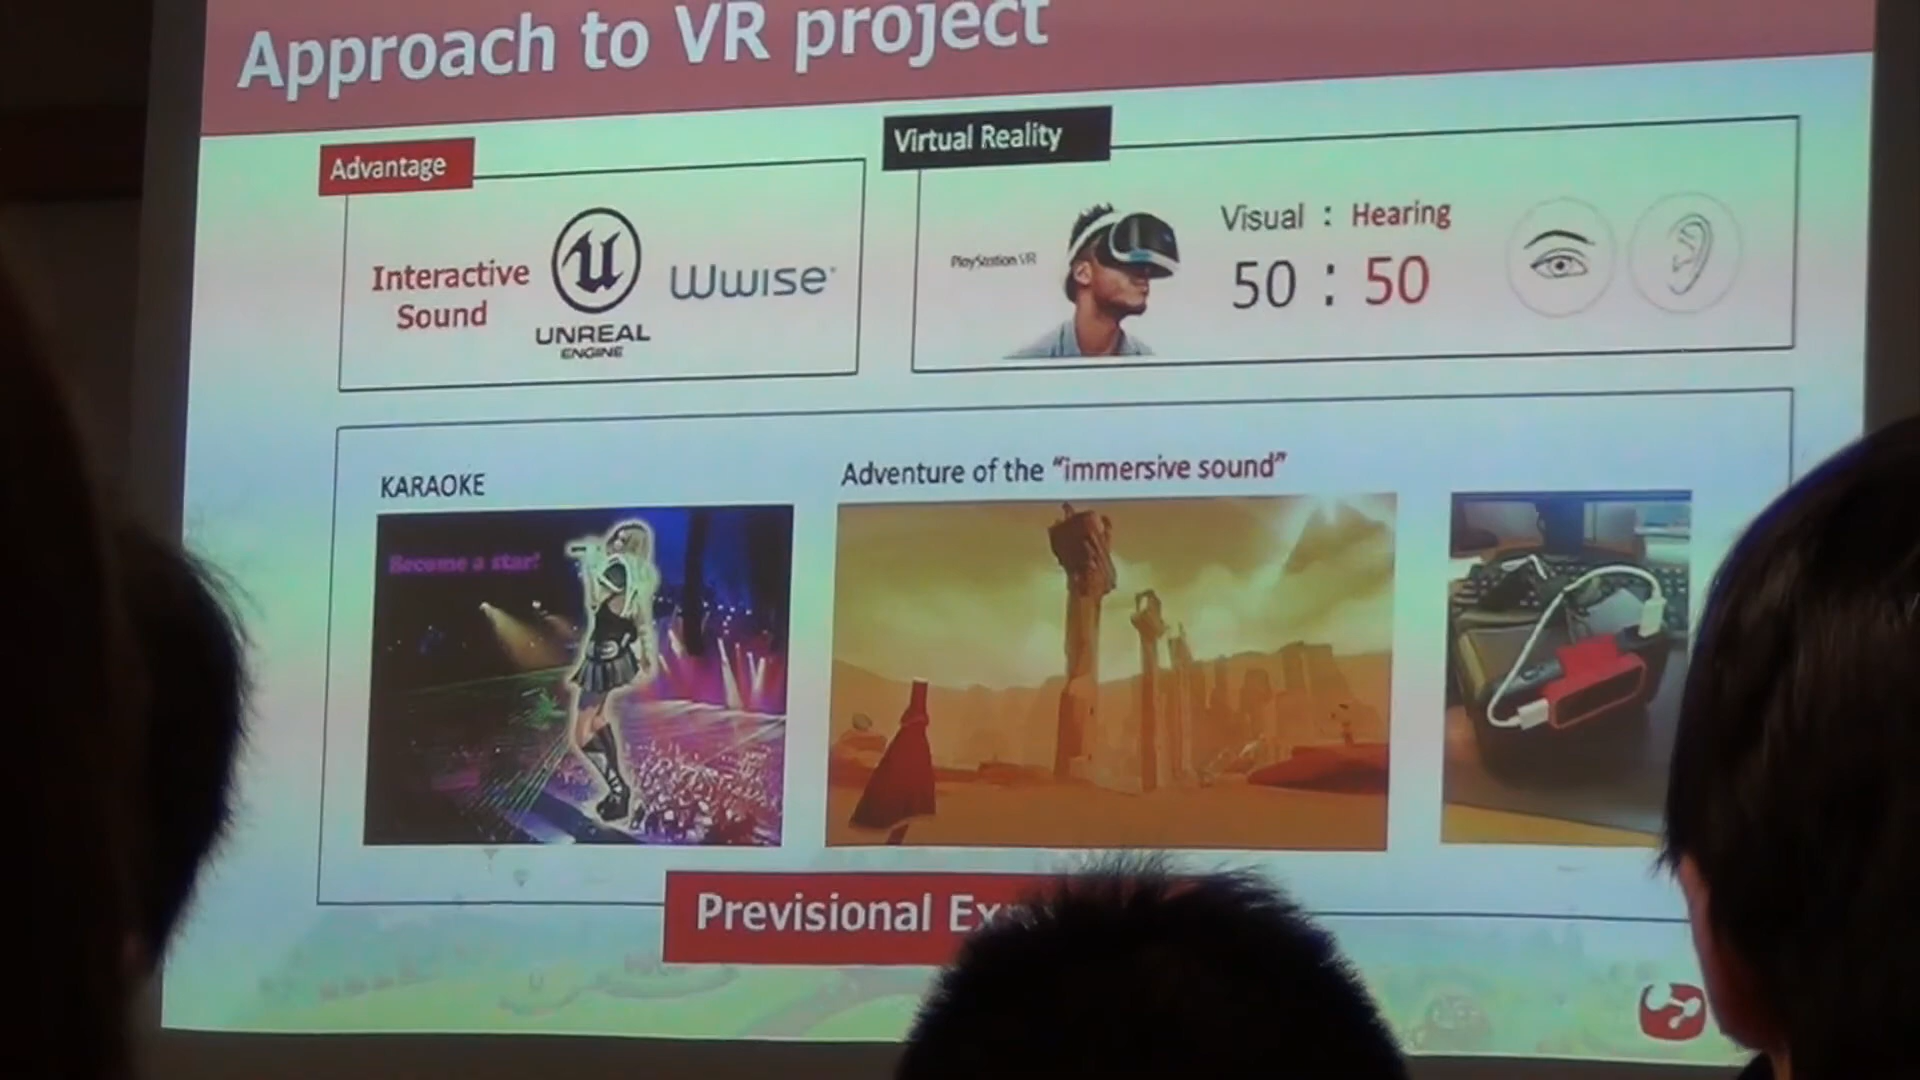 Approach to VR project
Advantage
Interactive
Sound
UNREAL
ENGINE
Wwise
Virtual Reality
PlayStation VR
Visual : Hearing
50 : 50
KARAOKE
Become a star!
Adventure of the “immersive sound”
Previsional